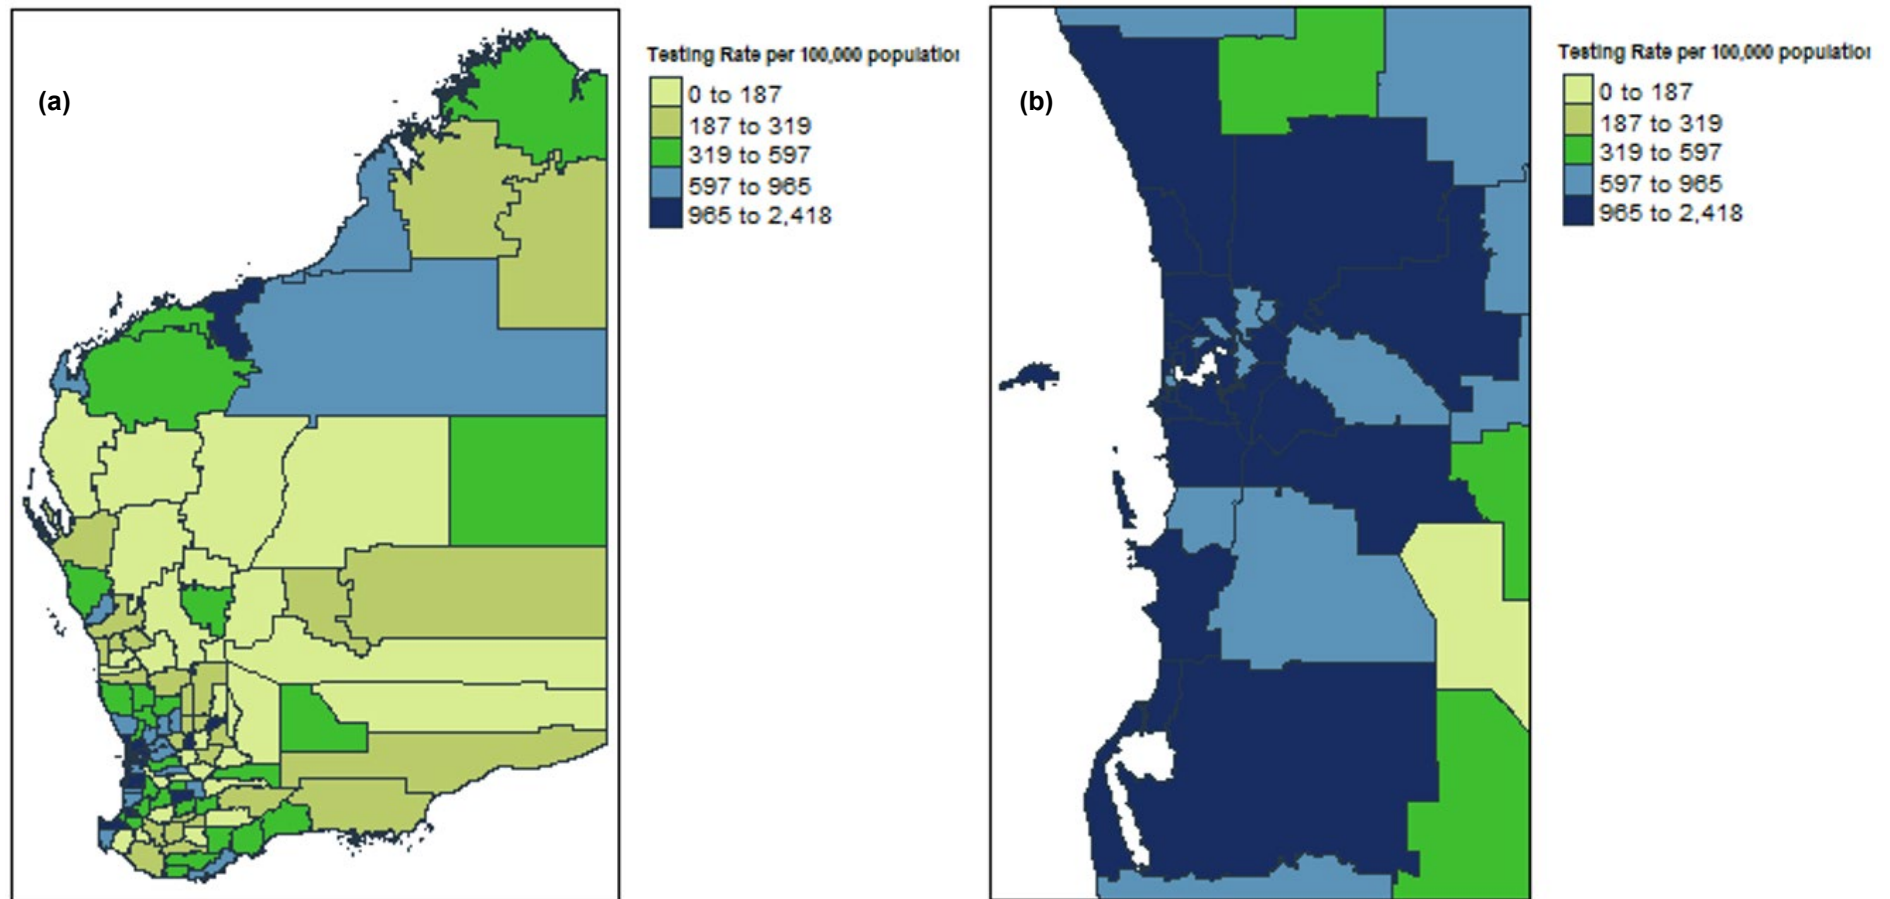 (a)
Testing Rate per 100,000 population
0 to 187
187 to 319
319 to 597
597 to 965
965 to 2,418
(b)
Testing Rate per 100,000 population
0 to 187
187 to 319
319 to 597
597 to 965
965 to 2,418